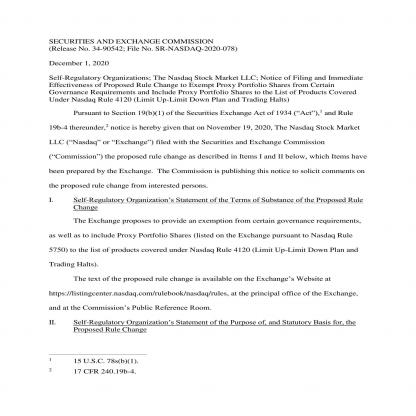 SECURITIES AND EXCHANGE COMMISSION
(Release No. 34-90542; File No. SR-NASDAQ-2020-078)
December 1, 2020
Self-Regulatory Organizations; The Nasdaq Stock Market LLC; Notice of Filing and Immediate
Effectiveness of Proposed Rule Change to Exempt Proxy Portfolio Shares from Certain
Governance Requirements and Include Proxy Portfolio Shares to the List of Products Covered
Under Nasdaq Rule 4120 (Limit Up-Limit Down Plan and Trading Halts)
Pursuant to Section 19(b)(1) of the Securities Exchange Act of 1934 (“Act”),1 and Rule
19b-4 thereunder,2 notice is hereby given that on November 19, 2020, The Nasdaq Stock Market
LLC (“Nasdaq” or “Exchange”) filed with the Securities and Exchange Commission
(“Commission”) the proposed rule change as described in Items I and II below, which Items have
been prepared by the Exchange. The Commission is publishing this notice to solicit comments on
the proposed rule change from interested persons.
I. Self-Regulatory Organization’s Statement of the Terms of Substance of the Proposed Rule
Change
The Exchange proposes to provide an exemption from certain governance requirements,
as well as to include Proxy Portfolio Shares (listed on the Exchange pursuant to Nasdaq Rule
5750) to the list of products covered under Nasdaq Rule 4120 (Limit Up-Limit Down Plan and
Trading Halts).
The text of the proposed rule change is available on the Exchange’s Website at
https://listingcenter.nasdaq.com/rulebook/nasdaq/rules, at the principal office of the Exchange,
and at the Commission’s Public Reference Room.
II. Self-Regulatory Organization’s Statement of the Purpose of, and Statutory Basis for, the
Proposed Rule Change
1 15 U.S.C. 78s(b)(1).
2 17 CFR 240.19b-4.